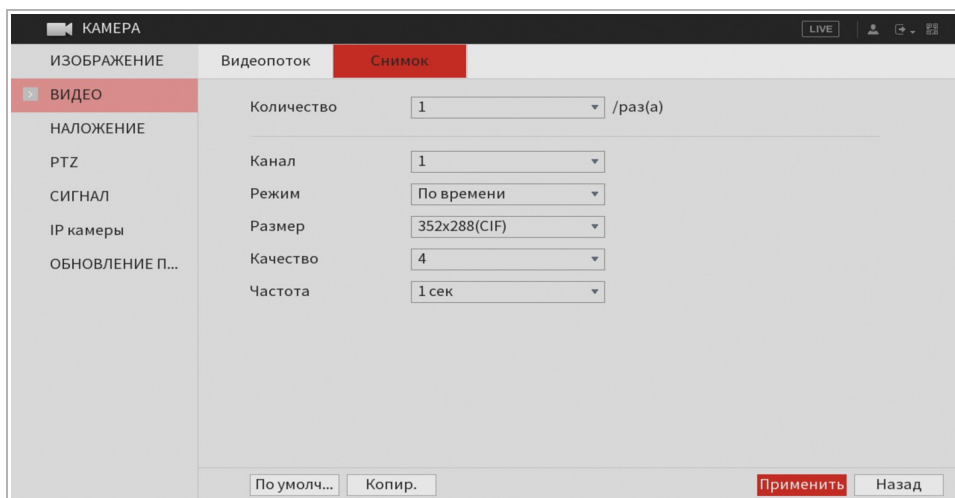 КАМЕРА
LIVE
ИЗОБРАЖЕНИЕ
ВИДЕО
НАЛОЖЕНИЕ
PTZ
СИГНАЛ
IP камеры
ОБНОВЛЕНИЕ П...
Видеопоток
Снимок
Количество 1 /раз(а)
Канал 1
Режим По времени
Размер 352x288(CIF)
Качество 4
Частота 1 сек
По умолч... Копир. Применить Назад